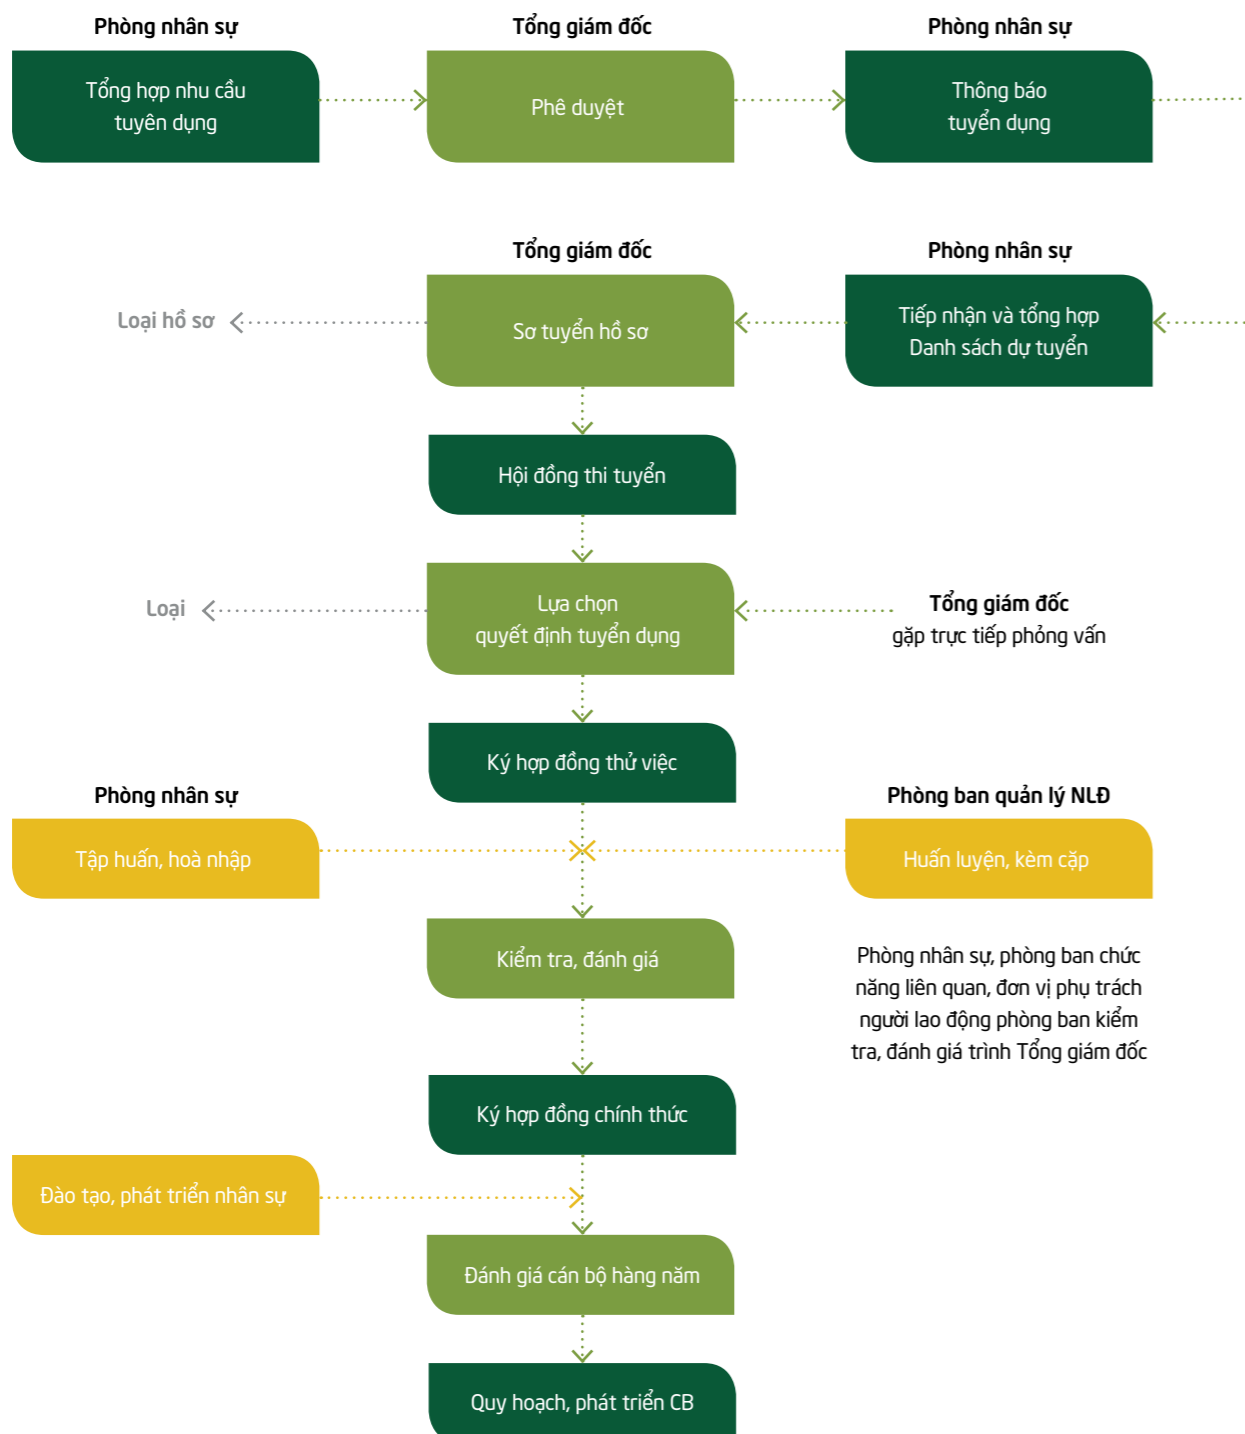 Phòng nhân sự
Tổng giám đốc
Phòng nhân sự
Tổng hợp nhu cầu
tuyên dụng
Phê duyệt
Thông báo
tuyển dụng
Tổng giám đốc
Phòng nhân sự
Loại hồ sơ
Sơ tuyển hồ sơ
Tiếp nhận và tổng hợp
Danh sách dự tuyển
Hội đồng thi tuyển
Loại
Lựa chọn
quyết định tuyển dụng
Tổng giám đốc
gặp trực tiếp phỏng vấn
Ký hợp đồng thử việc
Phòng nhân sự
Phòng ban quản lý NLĐ
Tập huấn, hoà nhập
Huấn luyện, kèm cặp
Kiểm tra, đánh giá
Phòng nhân sự, phòng ban chức
năng liên quan, đơn vị phụ trách
người lao động phòng ban kiểm
tra, đánh giá trình Tổng giám đốc
Ký hợp đồng chính thức
Đào tạo, phát triển nhân sự
Đánh giá cán bộ hàng năm
Quy hoạch, phát triển CB